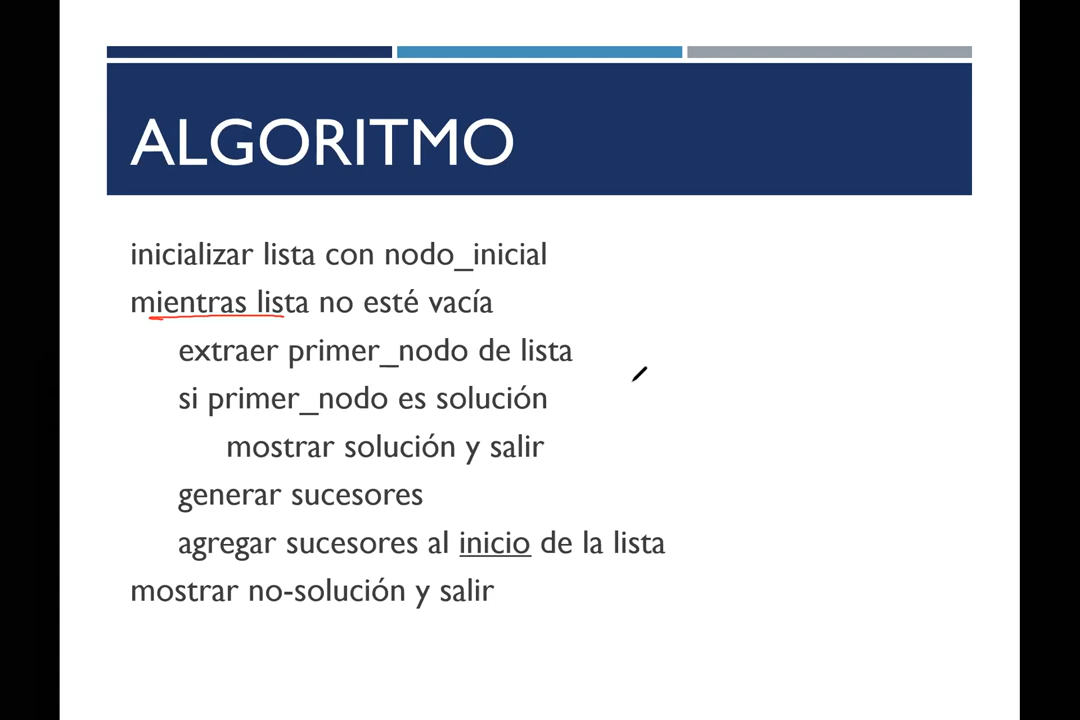 ALGORITMO
inicializar lista con nodo_inicial
mientras lista no esté vacía
extraer primer_nodo de lista
si primer_nodo es solución
mostrar solución y salir
generar sucesores
agregar sucesores al inicio de la lista
mostrar no-solución y salir